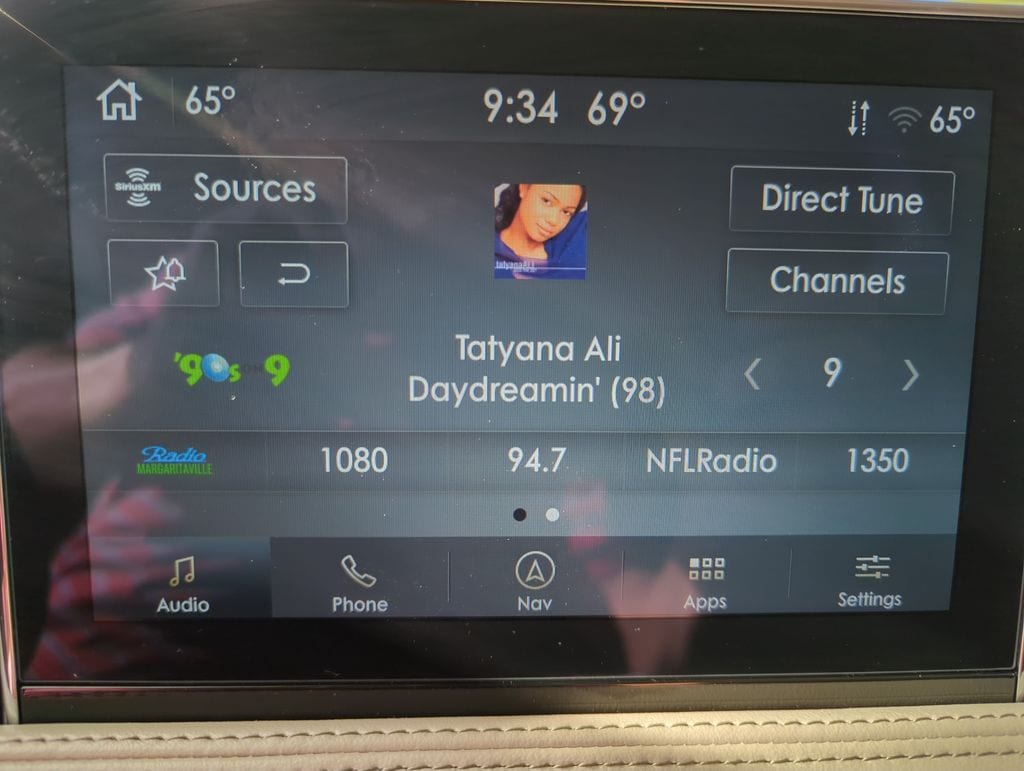 65°
9:34 69°
65°
SiriusXM
Sources
Direct Tune
Channels
tatyanaALI
'90s ON 9
Tatyana Ali
Daydreamin' (98)
9
Radio
MARGARITAVILLE
1080
94.7
NFLRadio
1350
Audio
Phone
Nav
Apps
Settings